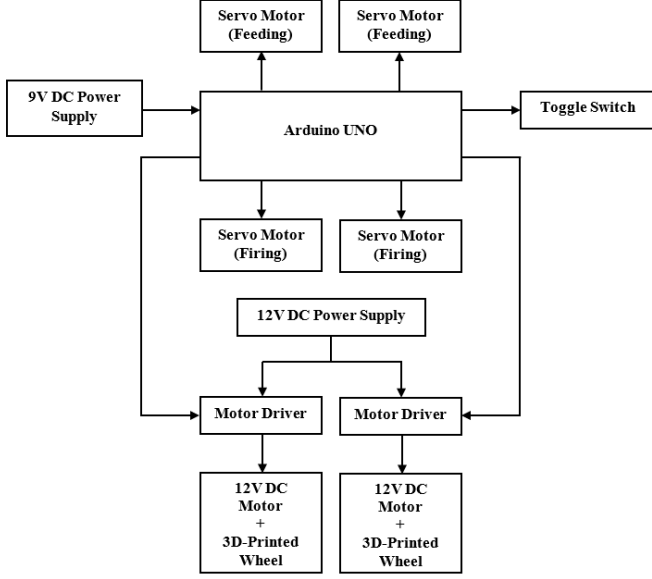 Servo Motor
(Feeding)
Servo Motor
(Feeding)
9V DC Power
Supply
Arduino UNO
Toggle Switch
Servo Motor
(Firing)
Servo Motor
(Firing)
12V DC Power Supply
Motor Driver
Motor Driver
12V DC
Motor
+
3D-Printed
Wheel
12V DC
Motor
+
3D-Printed
Wheel